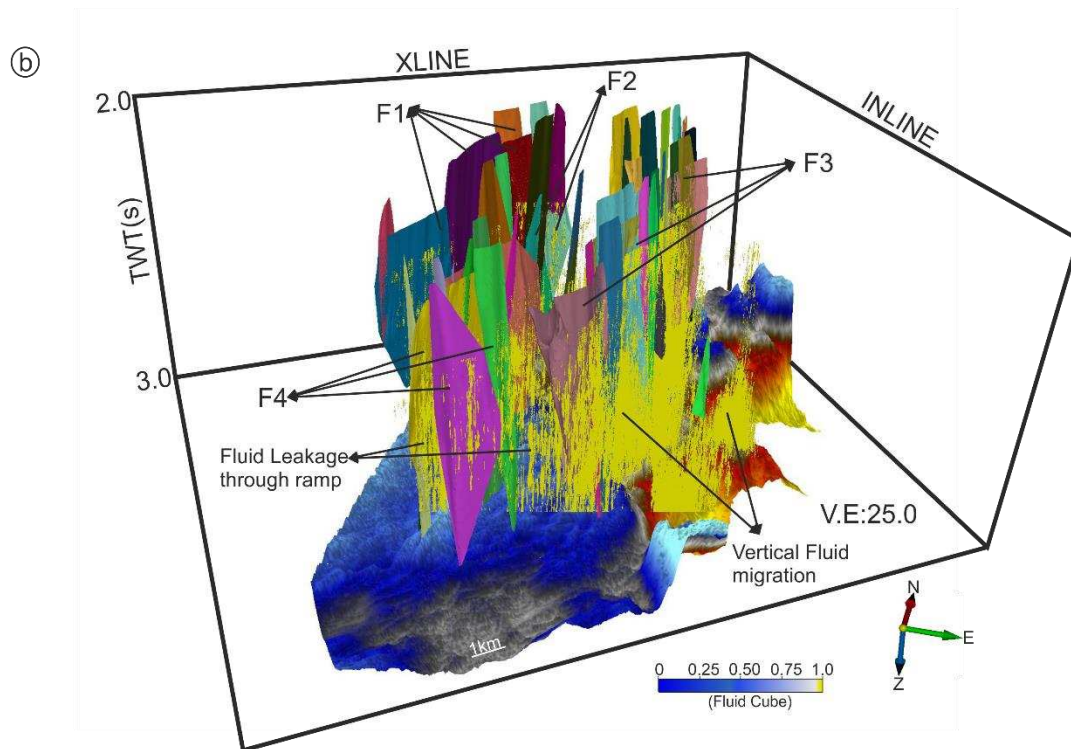 ⓑ
XLINE
2.0
F1
F2
INLINE
F3
TWT(s)
3.0
F4
Fluid Leakage
through ramp
V.E:25.0
Vertical Fluid
migration
1km
N
E
Z
0 0,25 0,50 0,75 1.0
(Fluid Cube)